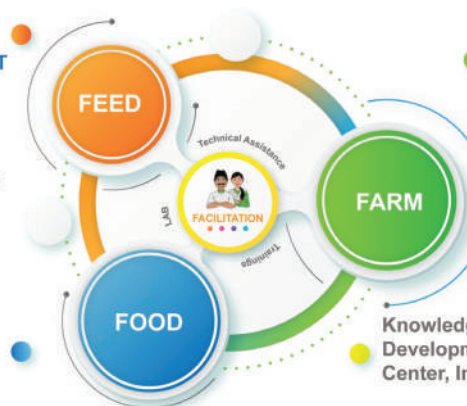 T
FEED
Technical Assistance
LAB
FACILITATION
FARM
Trainings
FOOD
Knowledg
Developm
Center, In